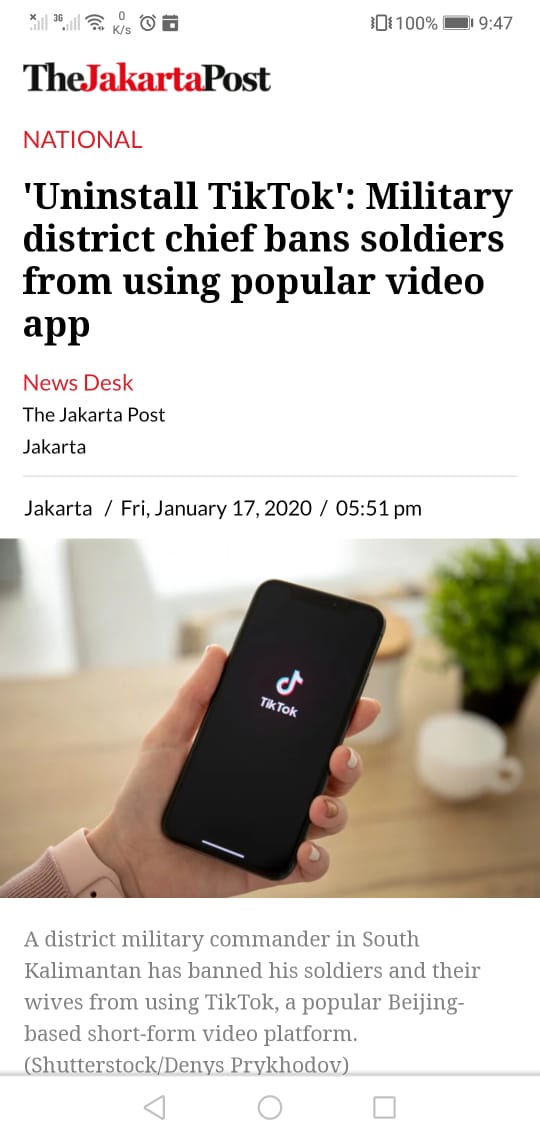 3G
0
K/s
100%
9:47
TheJakartaPost
NATIONAL
'Uninstall TikTok': Military
district chief bans soldiers
from using popular video
app
News Desk
The Jakarta Post
Jakarta
Jakarta / Fri, January 17, 2020 / 05:51 pm
TikTok
A district military commander in South
Kalimantan has banned his soldiers and their
wives from using TikTok, a popular Beijing-
based short-form video platform.
(Shutterstock/Denys Prykhodov)